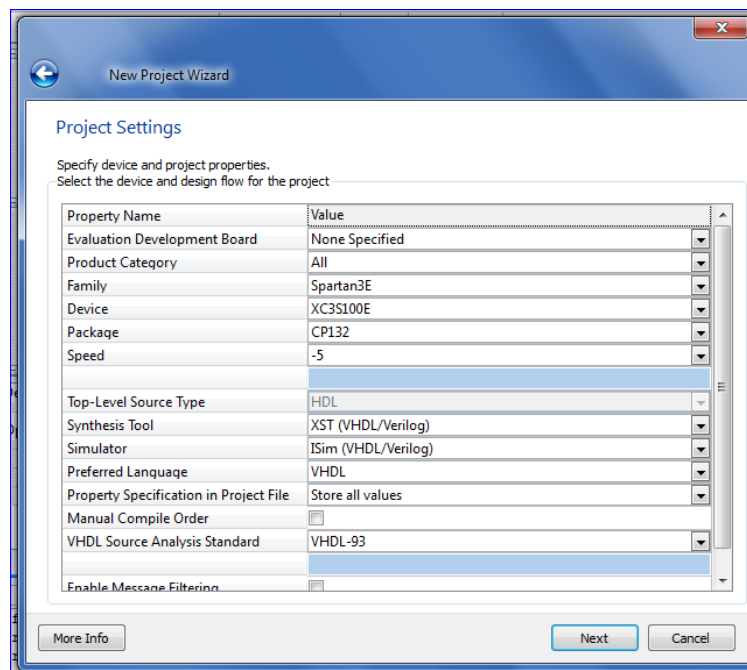 X
New Project Wizard
Project Settings
Specify device and project properties.
Select the device and design flow for the project
Property Name Value
Evaluation Development Board None Specified
Product Category All
Family Spartan3E
Device XC3S100E
Package CP132
Speed -5
Top-Level Source Type HDL
Synthesis Tool XST (VHDL/Verilog)
Simulator ISim (VHDL/Verilog)
Preferred Language VHDL
Property Specification in Project File Store all values
Manual Compile Order
VHDL Source Analysis Standard VHDL-93
Enable Message Filtering
More Info Next Cancel